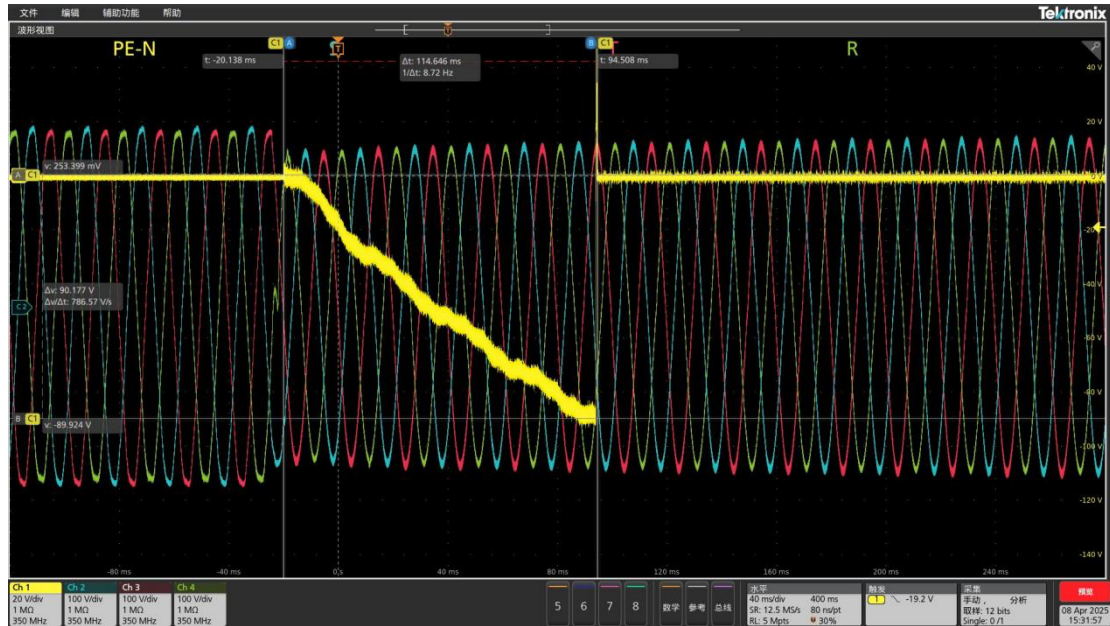 文件 编辑 辅助功能 帮助 Tektronix
波形视图
PE-N C1 A T B C1 T R
t: -20.138 ms Δt: 114.646 ms t: 94.508 ms
1/Δt: 8.72 Hz
40 V
20 V
v: 253.399 mV
A C1 0 V
-20 V
Δv: 90.177 V -40 V
Δv/Δt: 786.57 V/s
C2
-60 V
-80 V
B C1 v: -89.924 V
-100 V
-120 V
-140 V
-80 ms -40 ms 0 s 40 ms 80 ms 120 ms 160 ms 200 ms 240 ms
Ch 1 Ch 2 Ch 3 Ch 4 水平 触发 采集 预览
20 V/div 100 V/div 100 V/div 100 V/div 5 6 7 8 数学 参考 总线 40 ms/div 400 ms 1 -19.2 V 手动, 分析
1 MΩ 1 MΩ 1 MΩ 1 MΩ SR: 12.5 MS/s 80 ns/pt 取样: 12 bits 08 Apr 2025
350 MHz 350 MHz 350 MHz 350 MHz RL: 5 Mpts 30% Single: 0/1 15:31:57